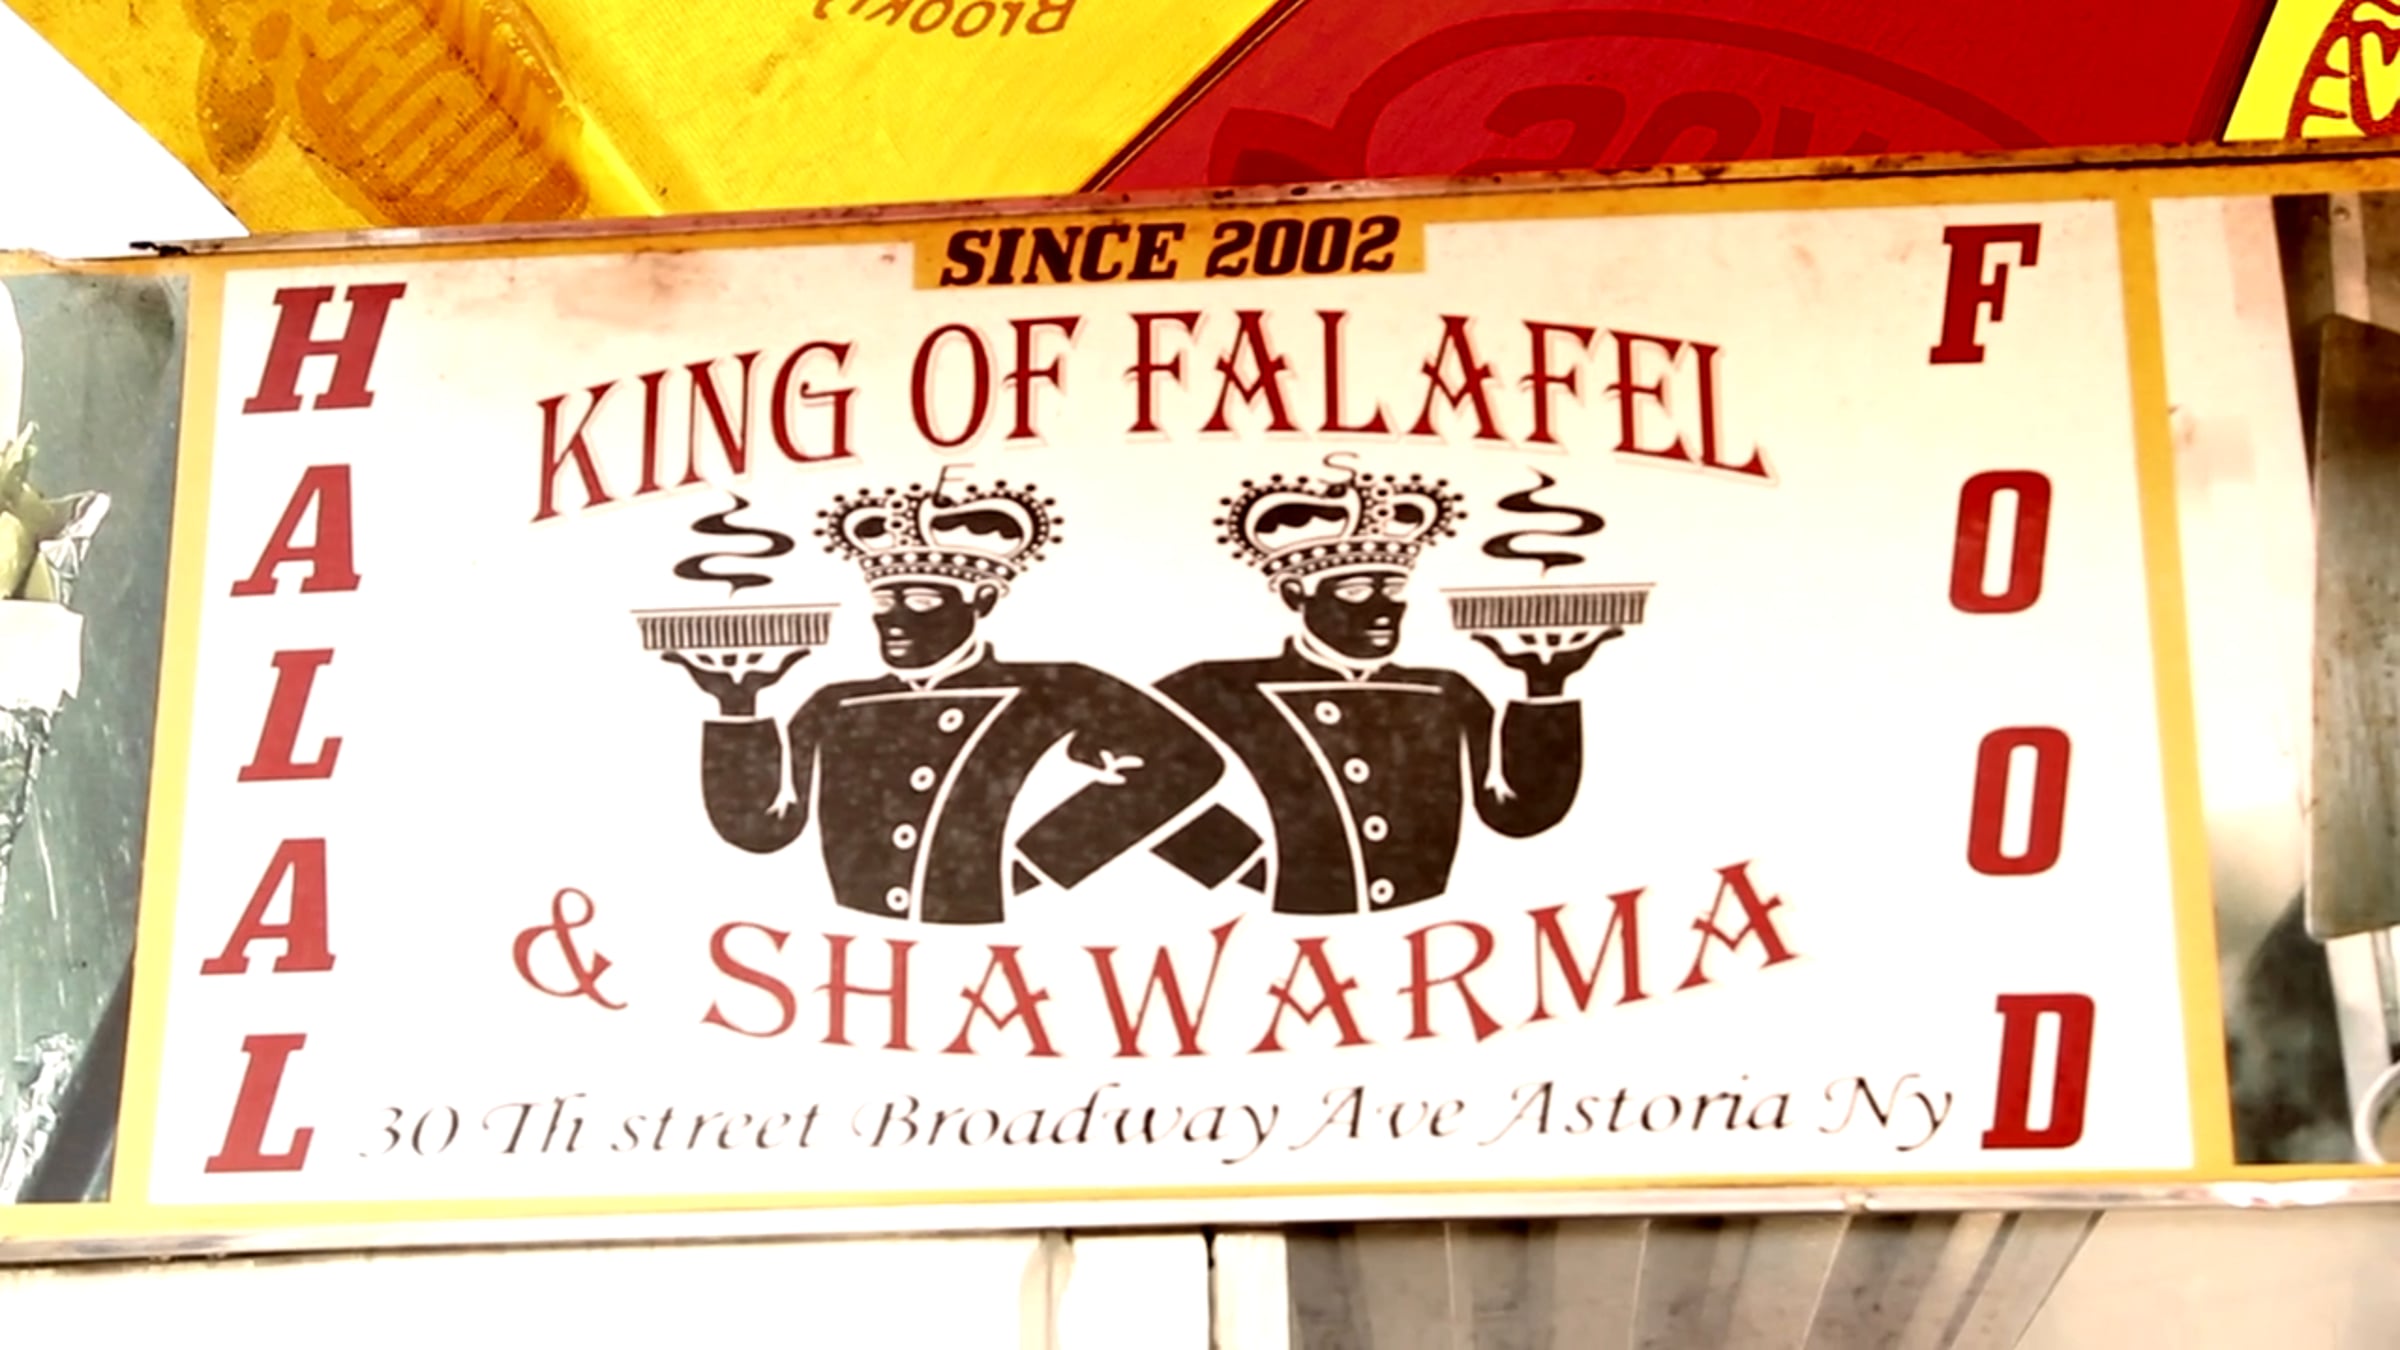 SINCE 2002
HALAL
KING OF FALAFEL
F S
& SHAWARMA
30 Th street Broadway Ave Astoria Ny
FOOD